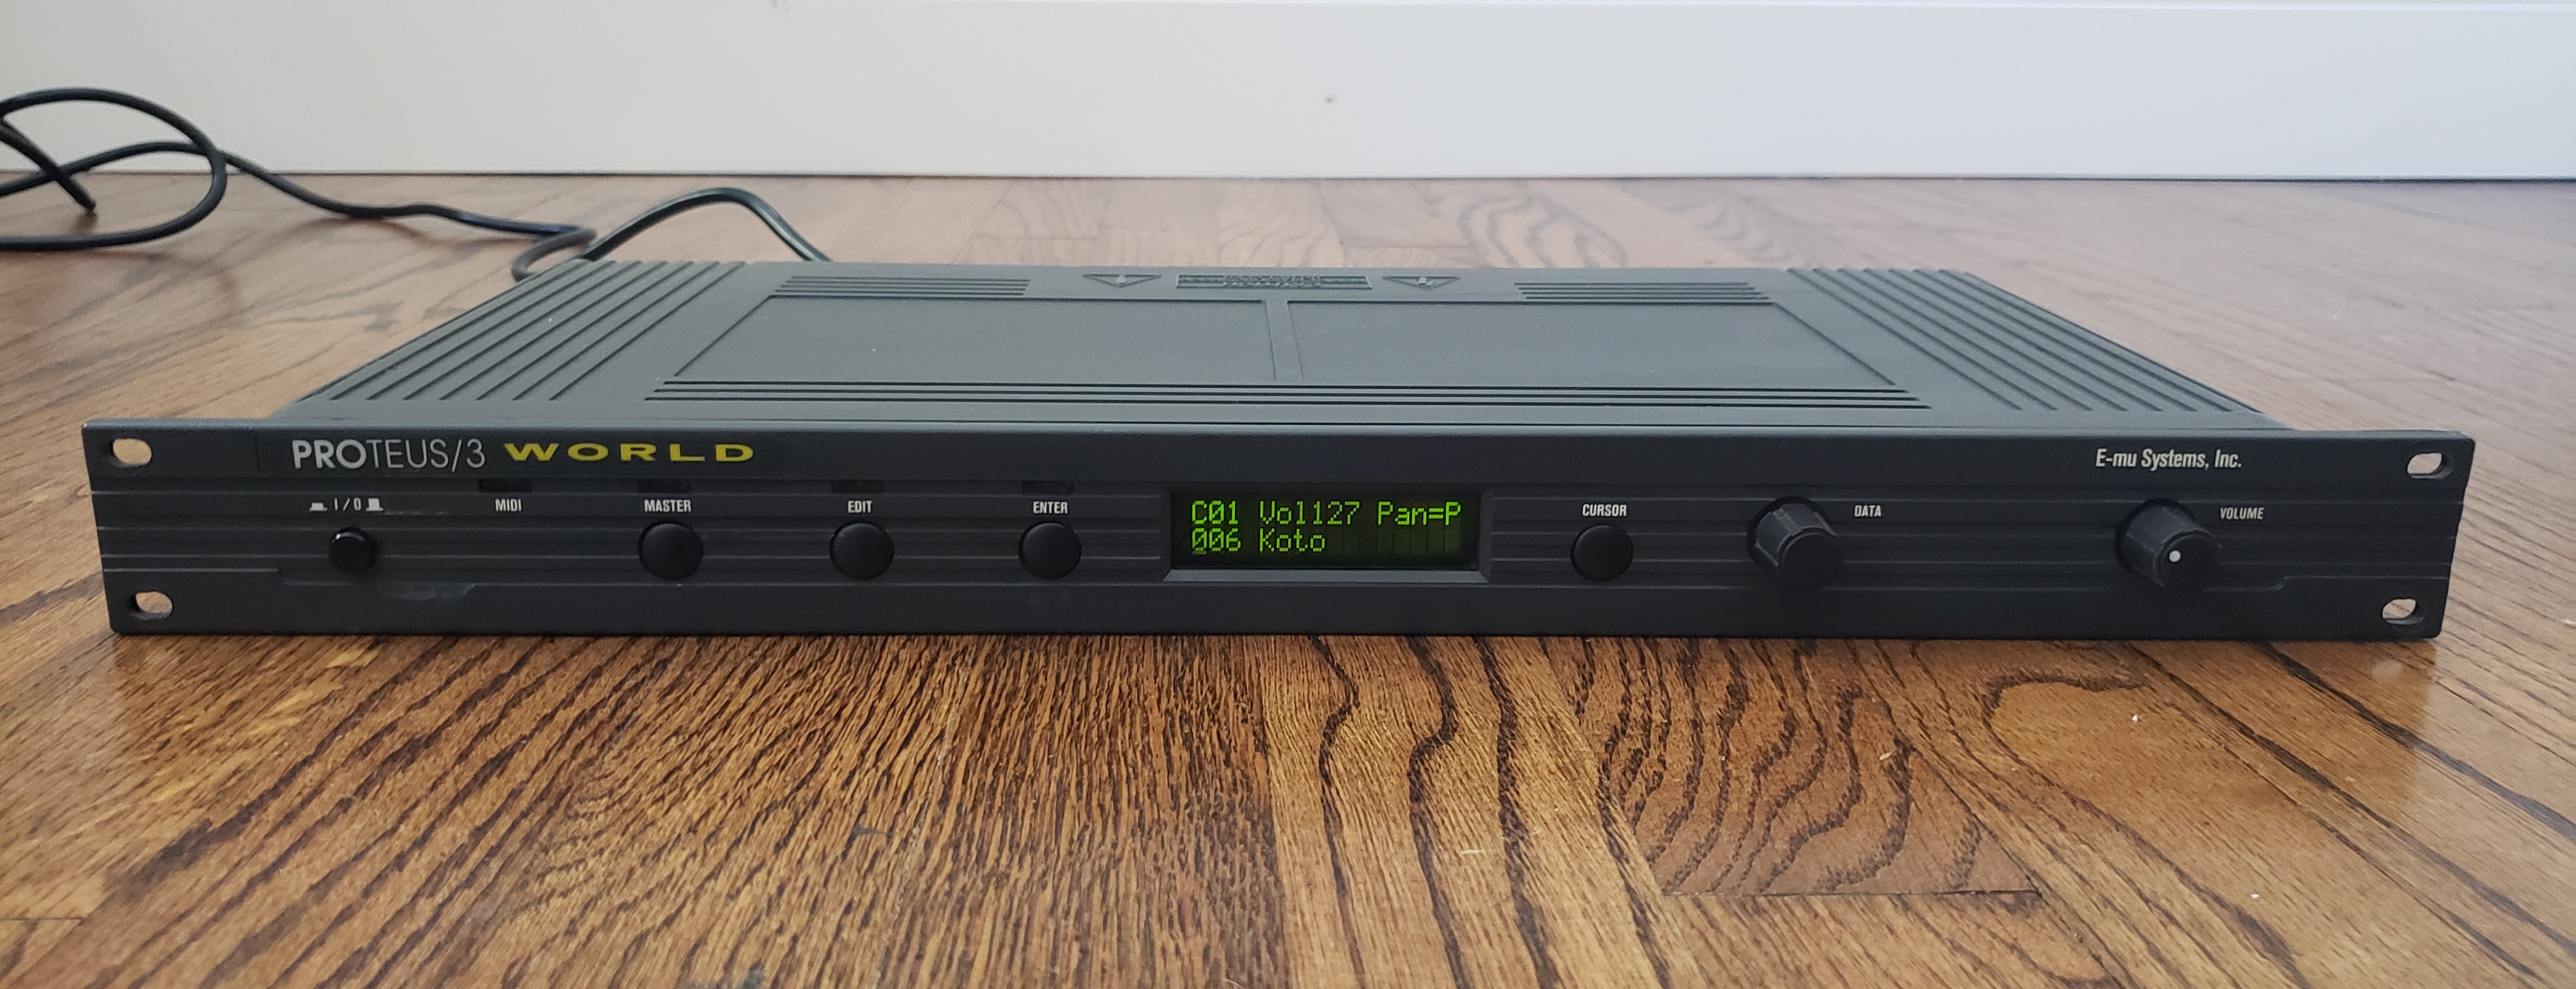 PROTEUS/3 WORLD
E-mu Systems, Inc.
I/O
MIDI
MASTER
EDIT
ENTER
C01 Vol127 Pan=P
006 Koto
CURSOR
DATA
VOLUME